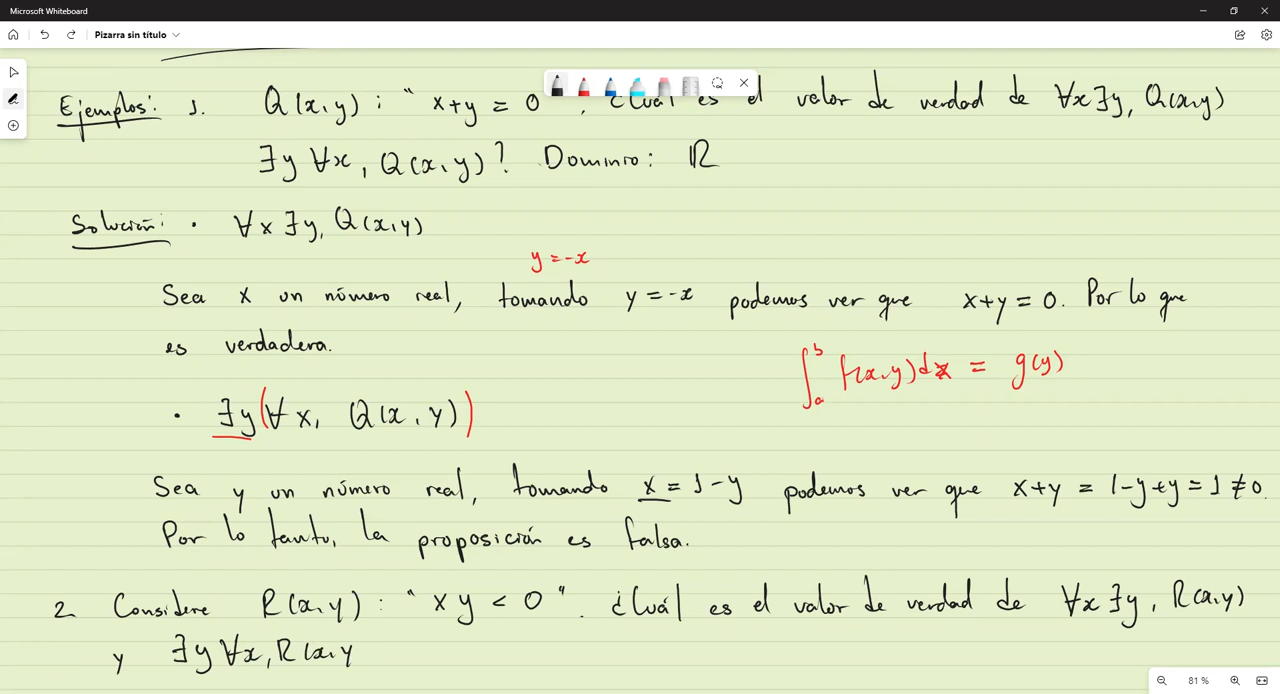 Microsoft Whiteboard
Pizarra sin título
Ejemplos: 1. Q(x,y) : " x+y = 0 ". ¿Cuál es el valor de verdad de ∀x∃y, Q(x,y)
∃y ∀x, Q(x,y)? Dominio: ℝ
Solución: • ∀x∃y, Q(x,y)
y = -x
Sea x un número real, tomando y = -x podemos ver que x+y = 0. Por lo que
es verdadera.
∫_a^b f(x,y)dx = g(y)
• ∃y(∀x, Q(x,y))
Sea y un número real, tomando x = 1-y podemos ver que x+y = 1-y+y = 1 ≠ 0.
Por lo tanto, la proposición es falsa.
2. Considere R(x,y) : " xy < 0 ". ¿Cuál es el valor de verdad de ∀x∃y, R(x,y)
y ∃y∀x, R(x,y
81 %